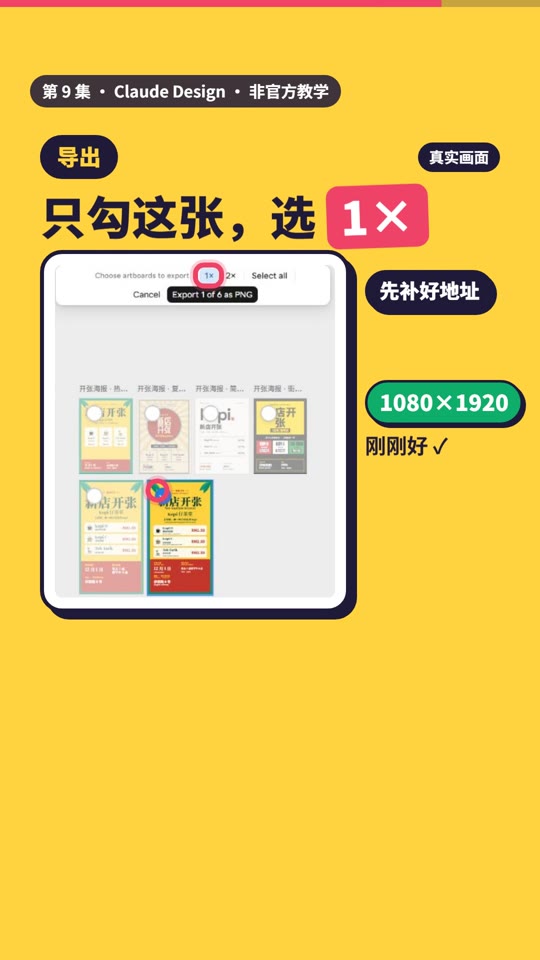 第 9 集 · Claude Design · 非官方教学
导出
真实画面
只勾这张，选 1×
Choose artboards to export 1× 2× Select all
Cancel Export 1 of 6 as PNG
先补好地址
1080×1920
刚刚好 ✓
开张海报 · 热... 开张海报 · 复... 开张海报 · 简... 开张海报 · 街...
新店开张
新店开张